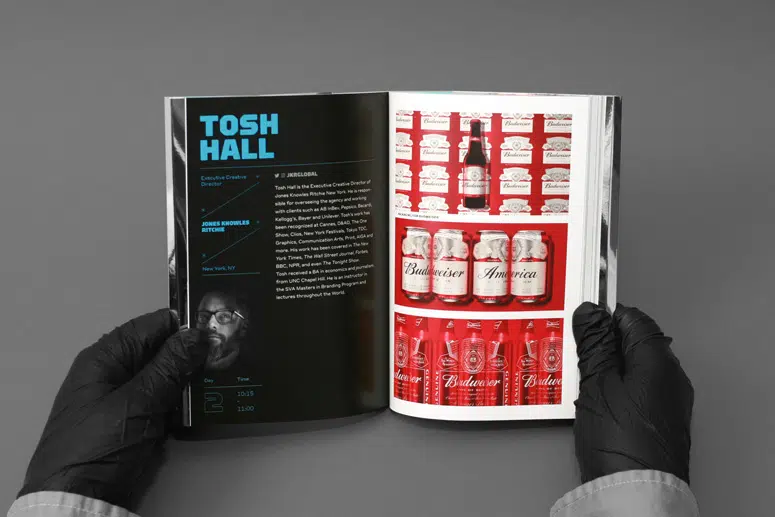 TOSH
HALL
Executive Creative
Director
JONES KNOWLES
RITCHIE
New York, NY
Day Time
2 10:15
11:00
JKRGLOBAL
Tosh Hall is the Executive Creative Director of
Jones Knowles Ritchie New York. He is respon-
sible for overseeing the agency and working
with clients such as AB InBev, Pepsico, Bacardi,
Kellogg's, Bayer and Unilever. Tosh's work has
been recognized at Cannes, D&AD, The One
Show, Clios, New York Festivals, Tokyo TDC,
Graphics, Communication Arts, Print, AIGA and
more. His work has been covered in The New
York Times, The Wall Street Journal, Forbes,
BBC, NPR, and even The Tonight Show.
Tosh received a BA in economics and journalism
from UNC Chapel Hill. He is an instructor in
the SVA Masters in Branding Program and
lectures throughout the World.
Budweiser
Budweiser America
Budweiser Budweiser
GENUINE